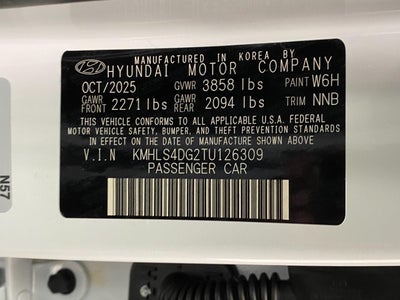 MANUFACTURED IN KOREA BY
HYUNDAI MOTOR COMPANY
OCT/2025 GVWR 3858 lbs PAINT W6H
GAWR FRONT 2271 lbs GAWR REAR 2094 lbs TRIM NNB
THIS VEHICLE CONFORMS TO ALL APPLICABLE U.S. FEDERAL
MOTOR VEHICLE SAFETY, BUMPER, AND THEFT PREVENTION
STANDARDS IN EFFECT ON THE DATE OF MANUFACTURE SHOWN ABOVE
V.I.N KMHLS4DG2TU126309
PASSENGER CAR
N57